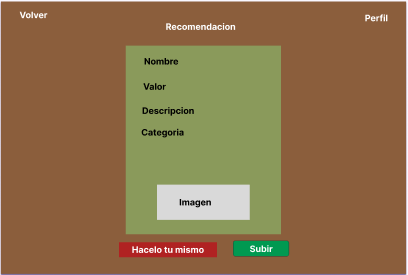 Volver
Perfil
Recomendacion
Nombre
Valor
Descripcion
Categoria
Imagen
Hacelo tu mismo
Subir